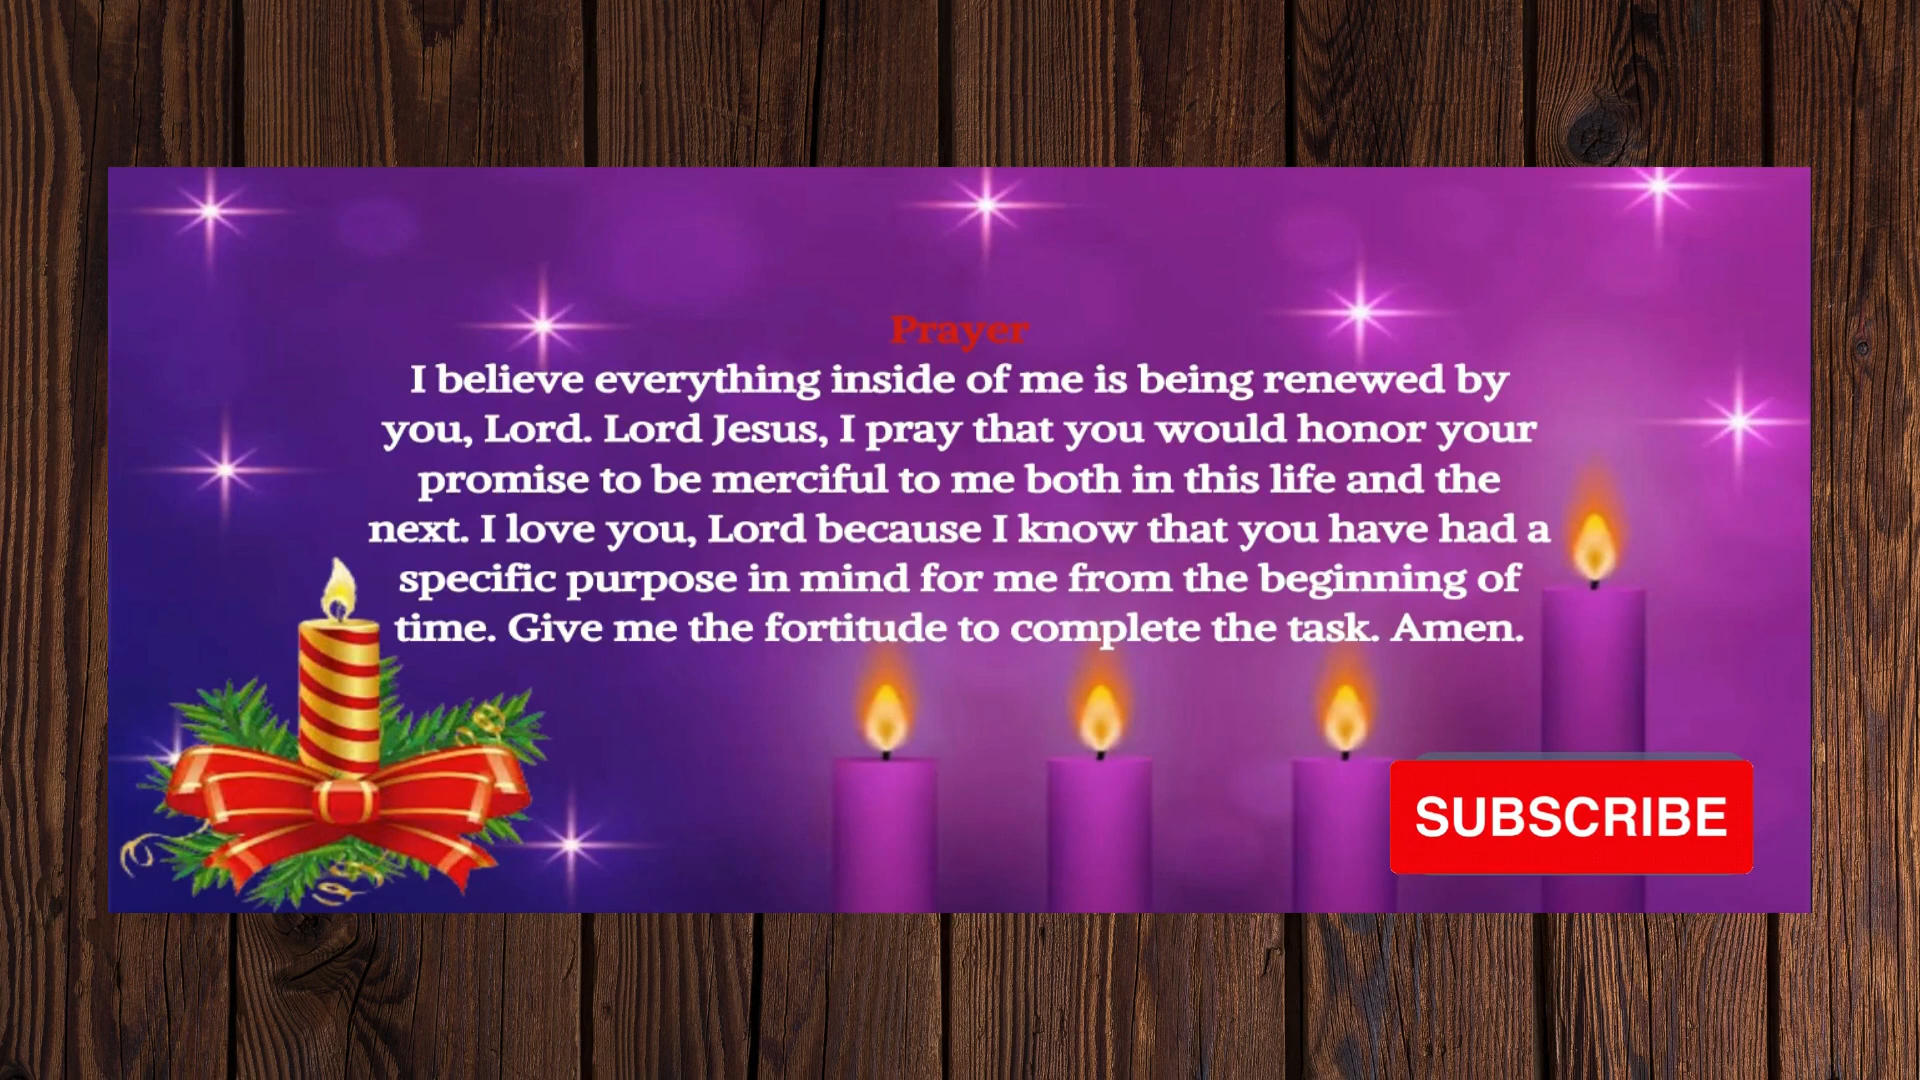 Prayer
I believe everything inside of me is being renewed by
you, Lord. Lord Jesus, I pray that you would honor your
promise to be merciful to me both in this life and the
next. I love you, Lord because I know that you have had a
specific purpose in mind for me from the beginning of
time. Give me the fortitude to complete the task. Amen.
SUBSCRIBE